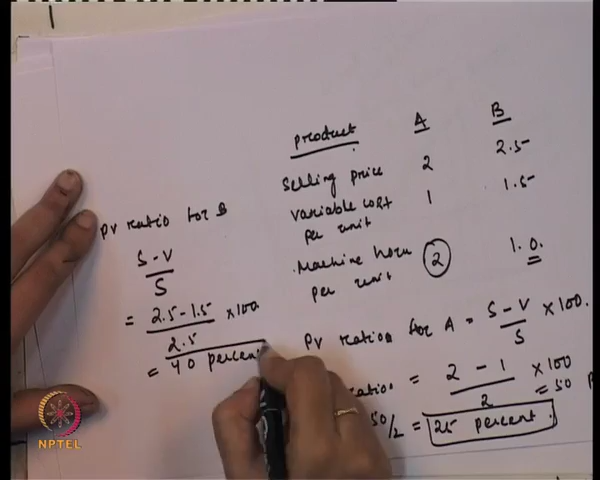 product A B
Selling price 2 2.5
variable cost 1 1.5
per unit
Machine hour 2 1.0
per unit
PV ratio for B
S-V
S
= 2.5-1.5 ×100
2.5
= 40 percent
PV ration for A = S-V ×100.
S
ratio = 2-1 ×100
2
= 50 P
50/2 = 25 percent.
NPTEL